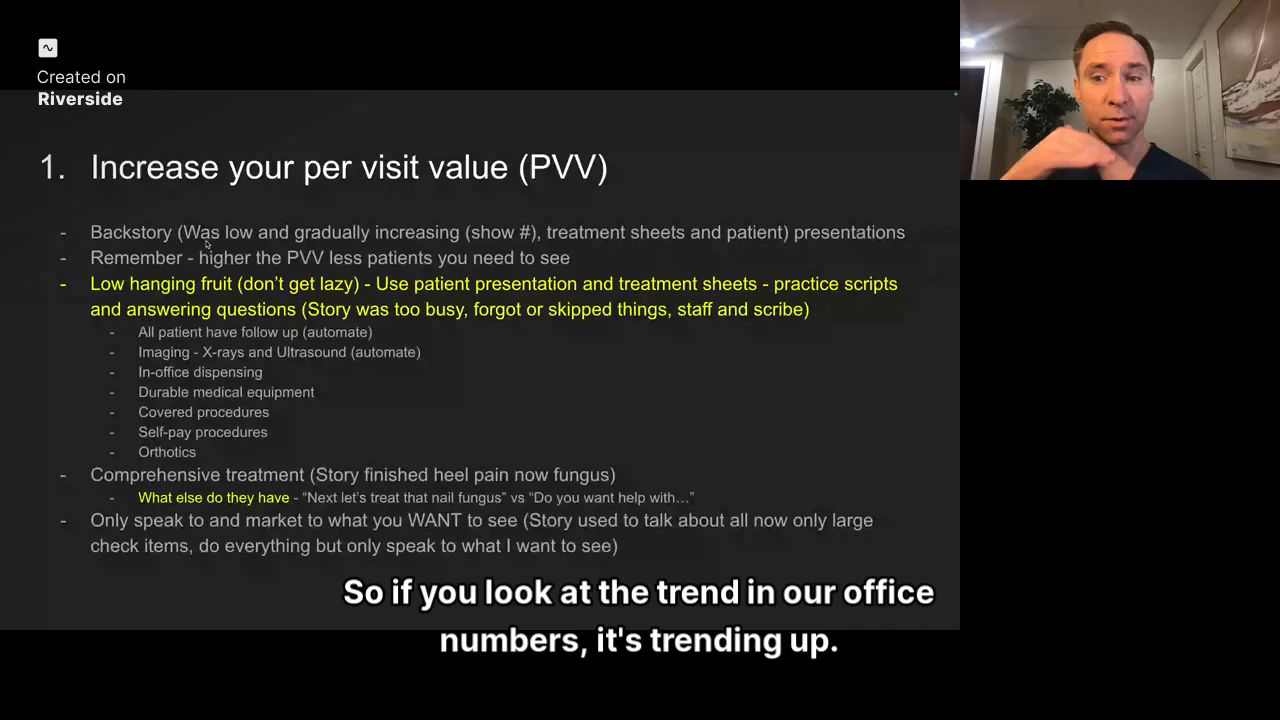 Created on
Riverside
1. Increase your per visit value (PVV)
- Backstory (Was low and gradually increasing (show #), treatment sheets and patient) presentations
- Remember - higher the PVV less patients you need to see
- Low hanging fruit (don't get lazy) - Use patient presentation and treatment sheets - practice scripts
and answering questions (Story was too busy, forgot or skipped things, staff and scribe)
- All patient have follow up (automate)
- Imaging - X-rays and Ultrasound (automate)
- In-office dispensing
- Durable medical equipment
- Covered procedures
- Self-pay procedures
- Orthotics
- Comprehensive treatment (Story finished heel pain now fungus)
- What else do they have - “Next let's treat that nail fungus” vs “Do you want help with…”
- Only speak to and market to what you WANT to see (Story used to talk about all now only large
check items, do everything but only speak to what I want to see)
So if you look at the trend in our office
numbers, it's trending up.